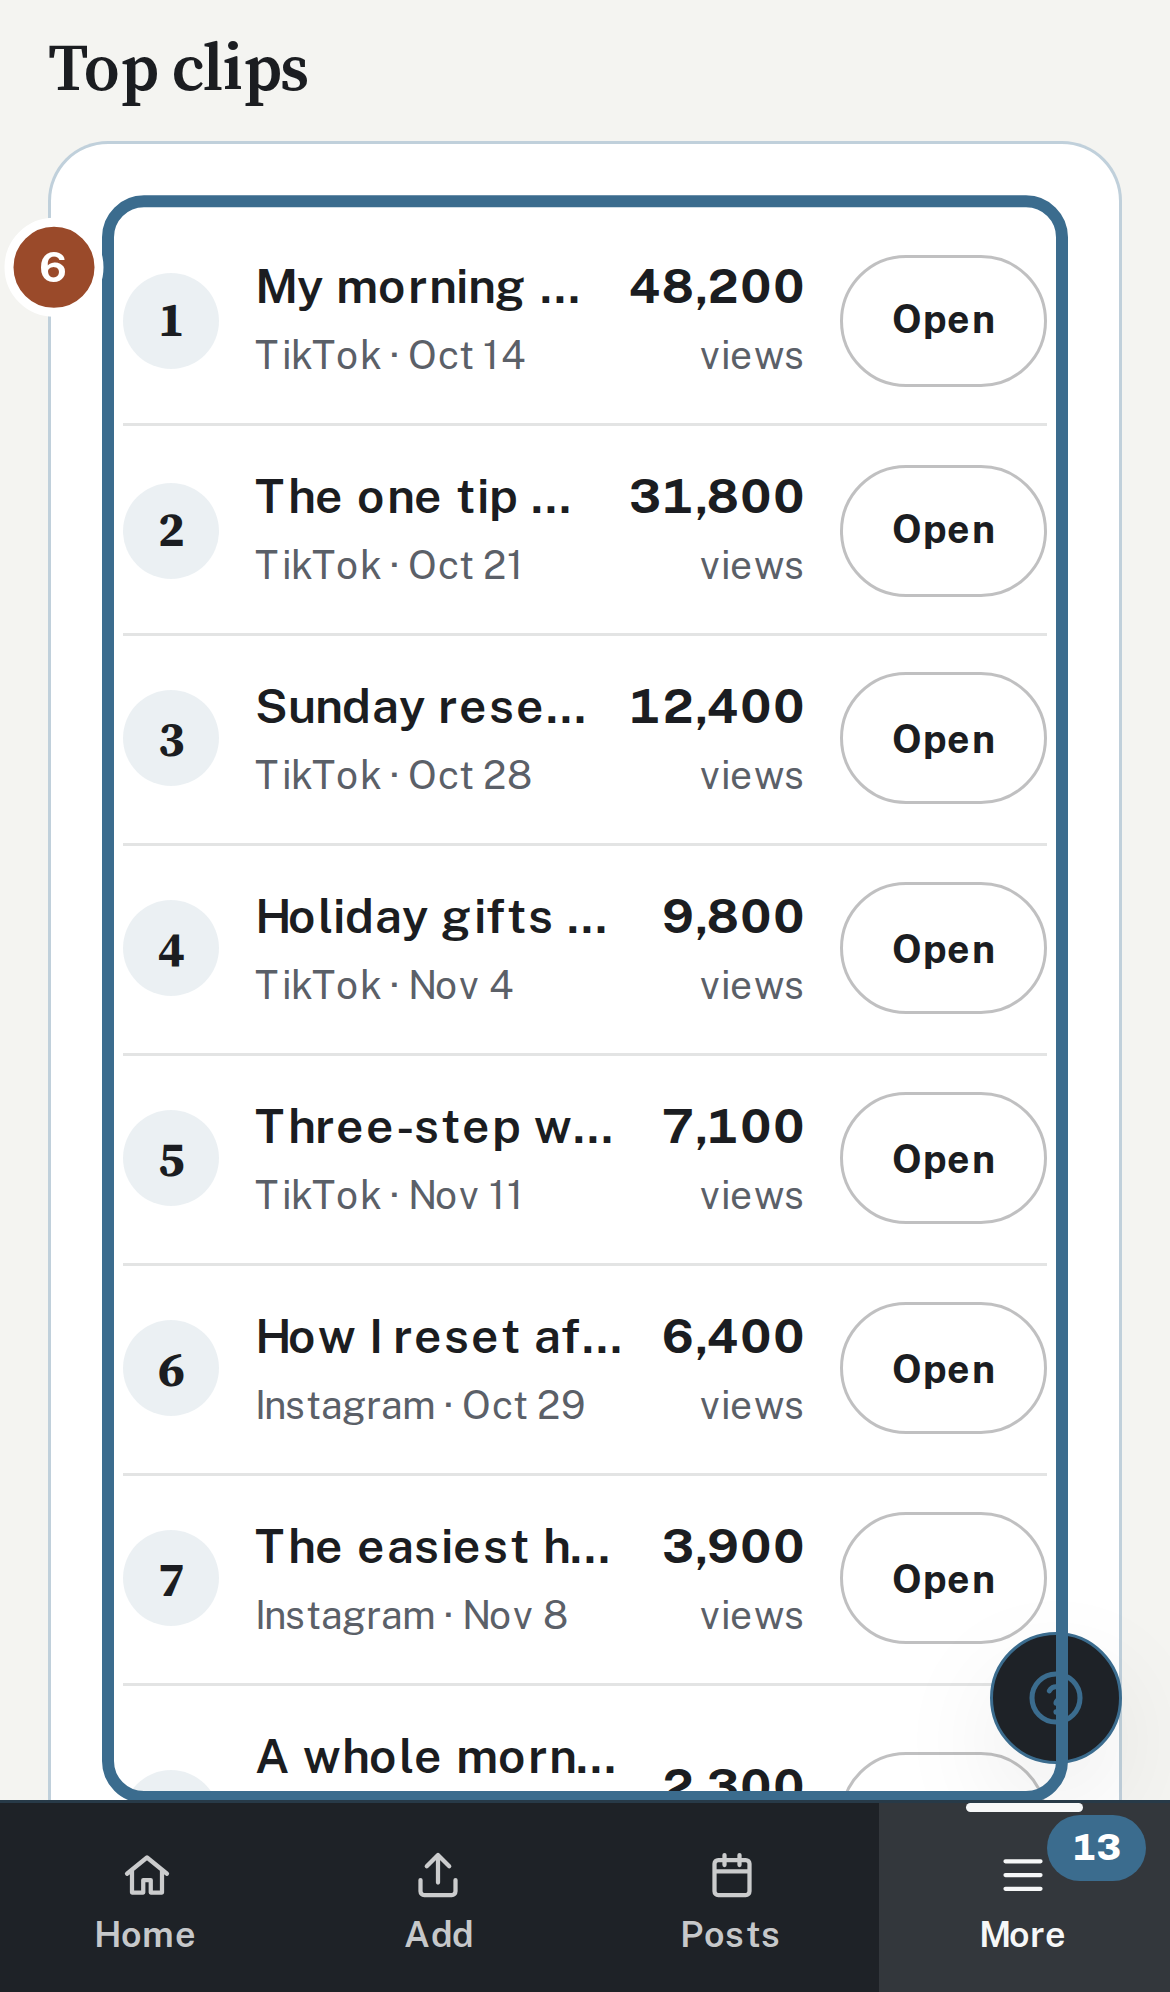 Top clips
6
1
My morning ...
48,200
TikTok · Oct 14
views
Open
2
The one tip ...
31,800
TikTok · Oct 21
views
Open
3
Sunday rese...
12,400
TikTok · Oct 28
views
Open
4
Holiday gifts ...
9,800
TikTok · Nov 4
views
Open
5
Three-step w...
7,100
TikTok · Nov 11
views
Open
6
How I reset af...
6,400
Instagram · Oct 29
views
Open
7
The easiest h...
3,900
Instagram · Nov 8
views
Open
A whole morn...
2,300
?
13
Home
Add
Posts
More